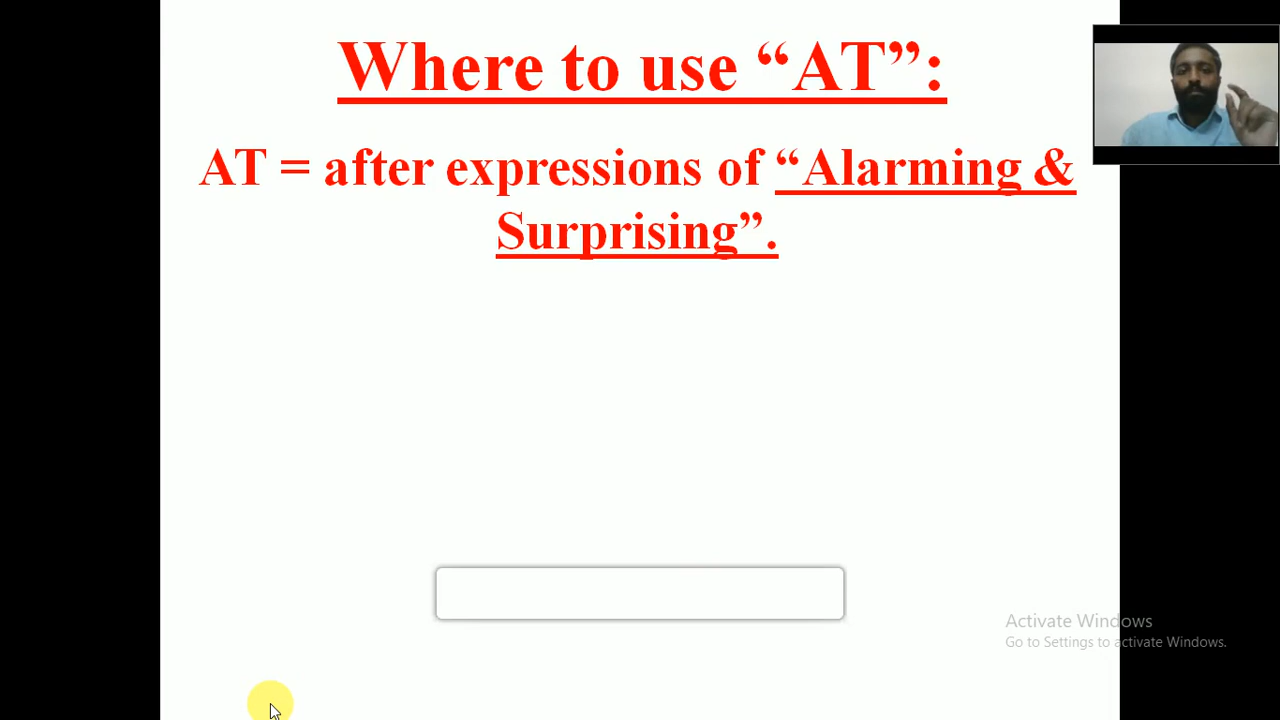 Where to use “AT”:
AT = after expressions of “Alarming &
Surprising”.
Activate Windows
Go to Settings to activate Windows.